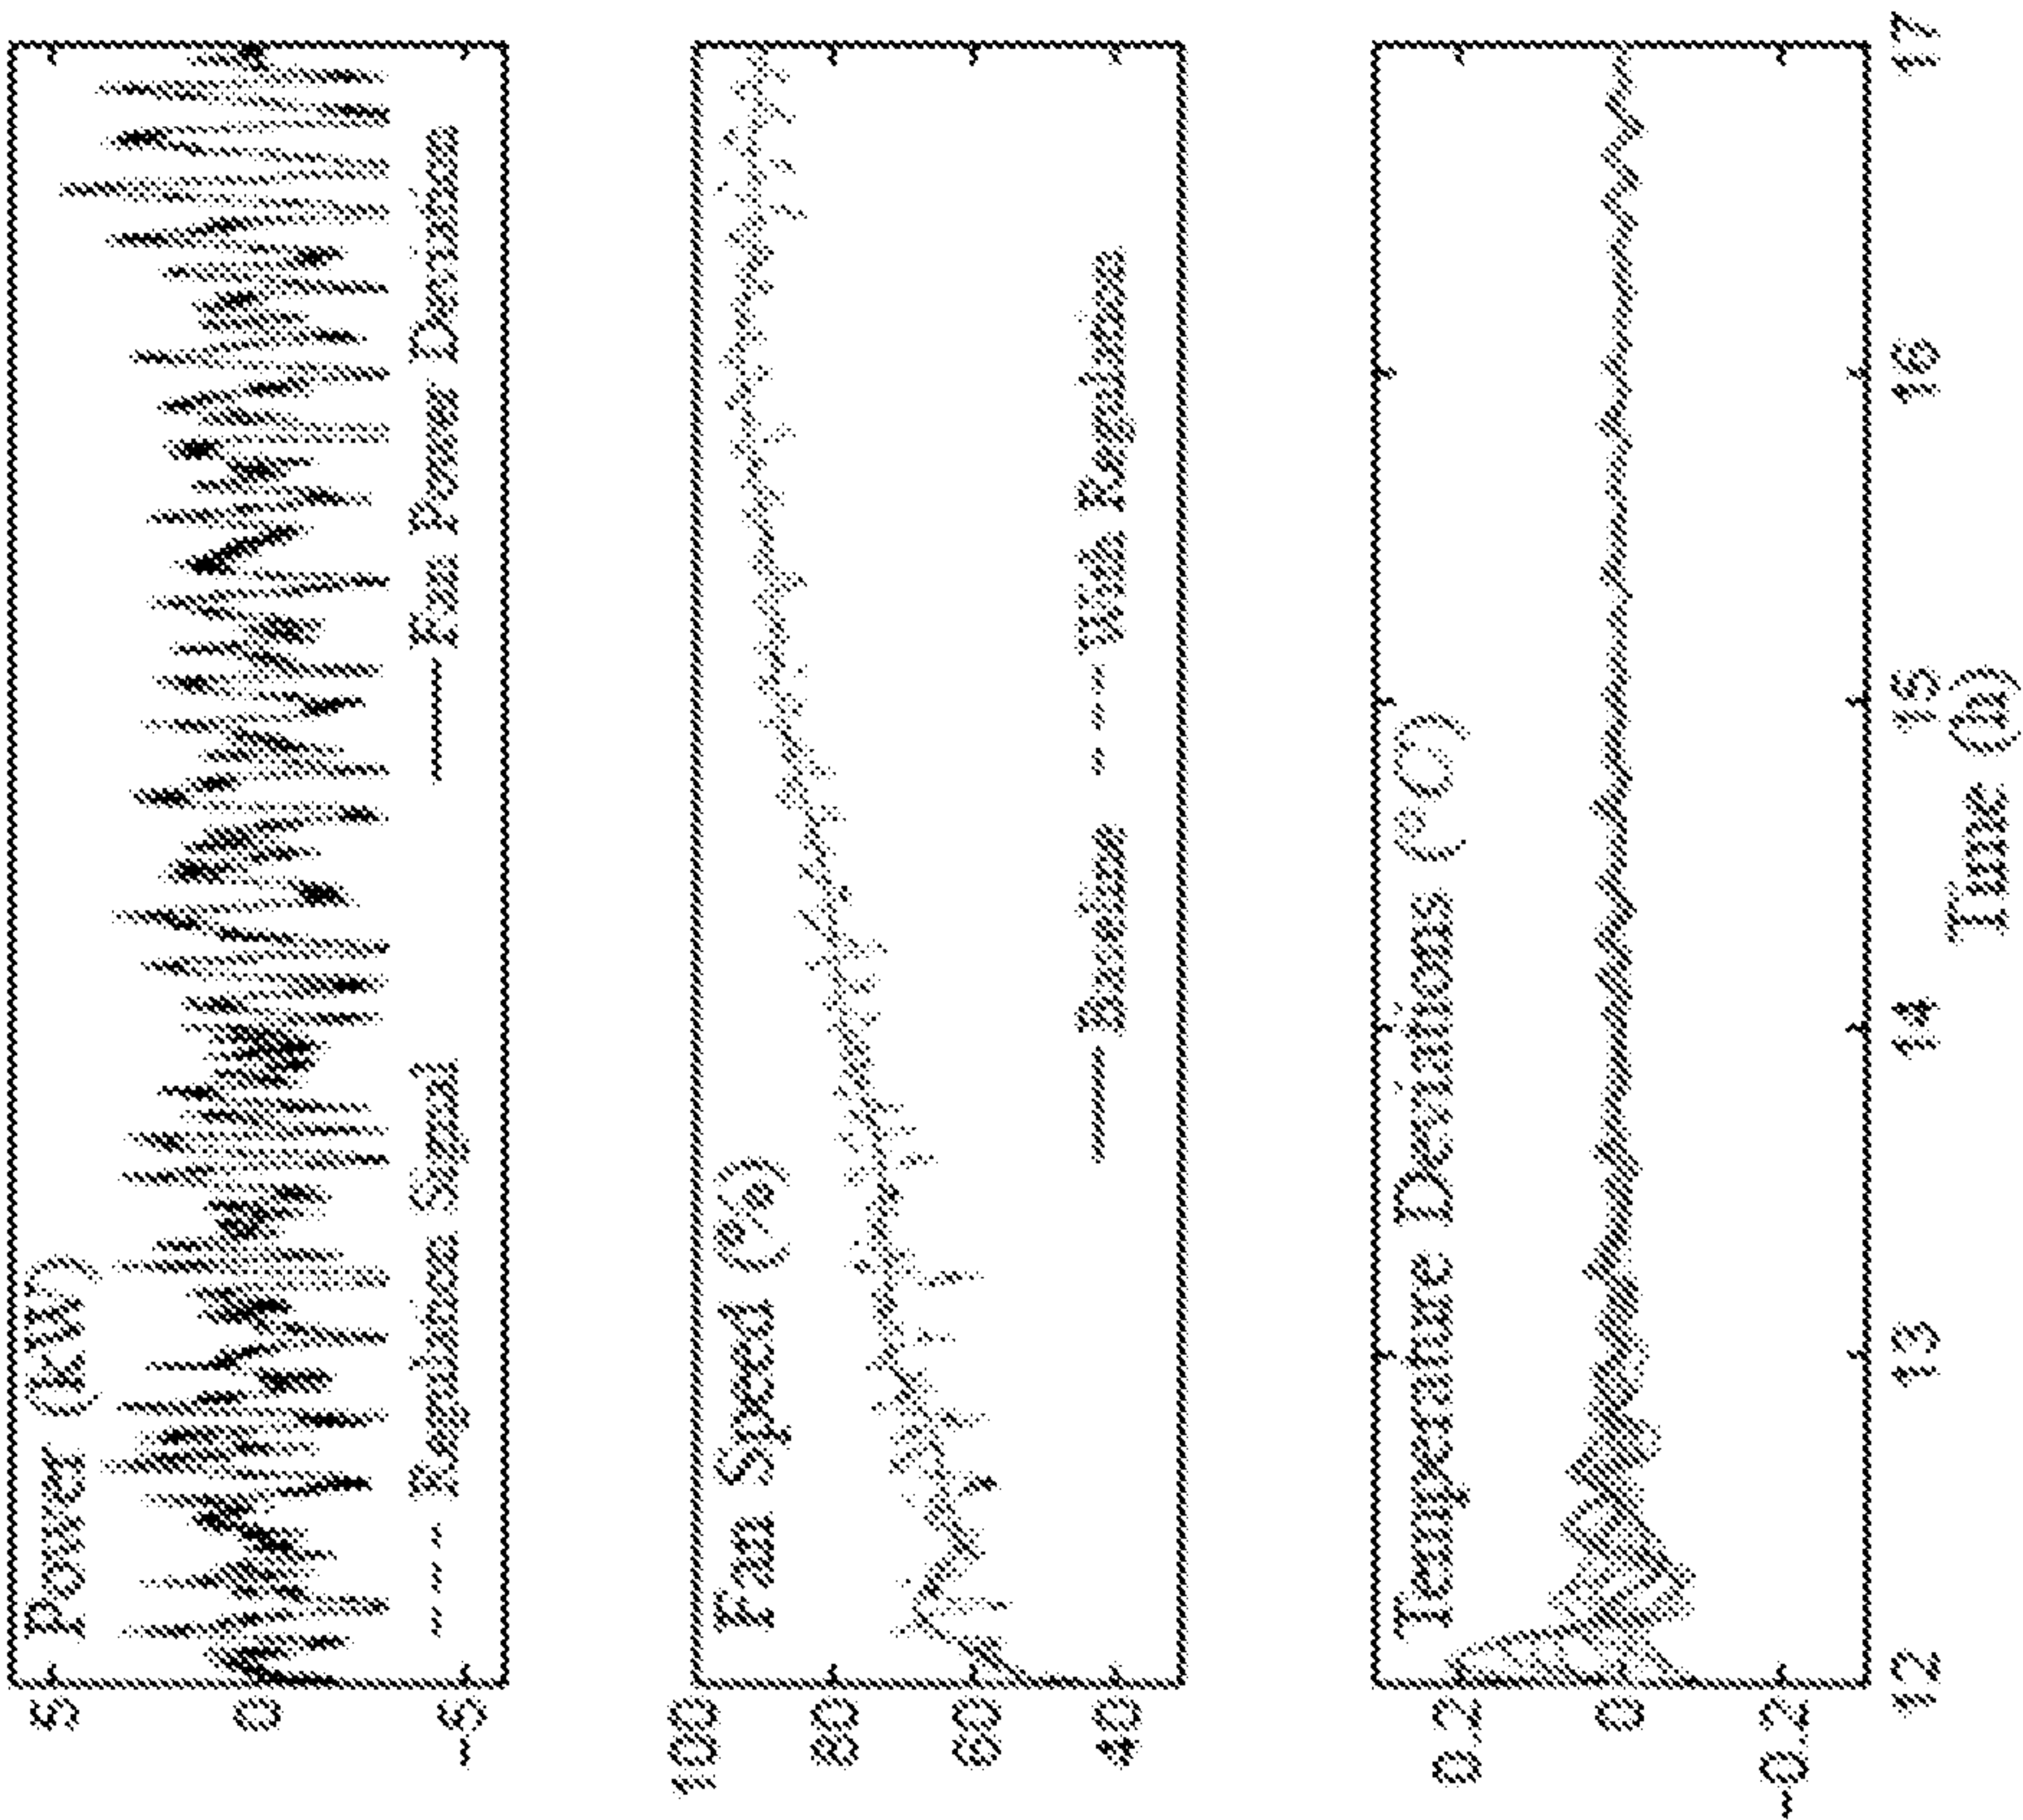 Power (kW)
5
0
-5
Regulation Signal
Fan Power Deviation
Fan Speed (%)
100
80
60
40
Baseline
With Regulation
Temperature Deviations (°C)
0.2
0
-0.2
12
13
14
15
16
17
Time (h)